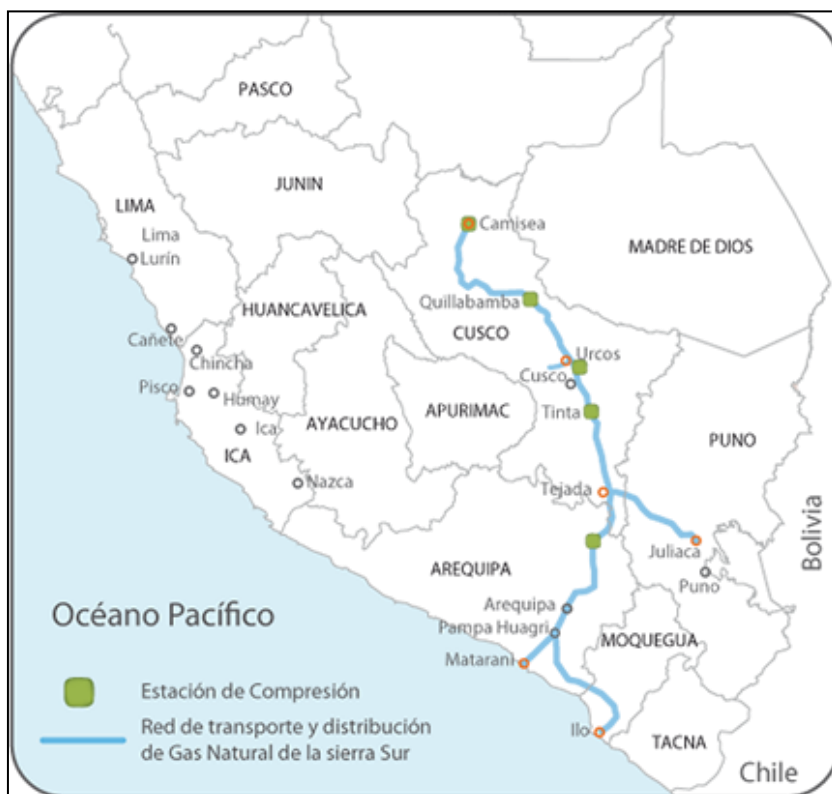 PASCO
JUNIN
LIMA
Lima
Lurín
Camisea
MADRE DE DIOS
HUANCAVELICA
Quillabamba
CUSCO
Cañete
Chincha
Urcos
Cusco
Pisco
Humay
Ica
ICA
AYACUCHO
APURIMAC
Tinta
PUNO
Nazca
Tejada
Juliaca
Puno
Bolivia
AREQUIPA
Arequipa
Pampa Huagri
MOQUEGUA
Matarani
Océano Pacífico
Ilo
TACNA
Chile
Estación de Compresión
Red de transporte y distribución
de Gas Natural de la sierra Sur